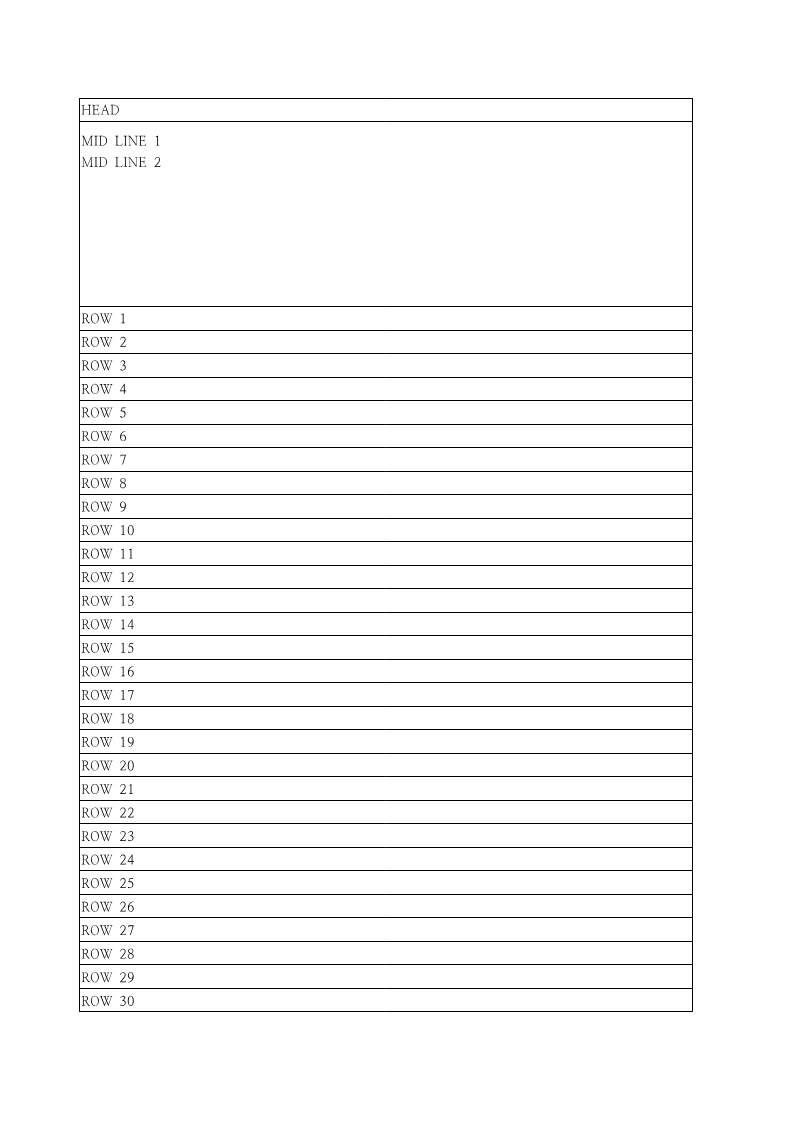 HEAD
MID LINE 1
MID LINE 2
ROW 1
ROW 2
ROW 3
ROW 4
ROW 5
ROW 6
ROW 7
ROW 8
ROW 9
ROW 10
ROW 11
ROW 12
ROW 13
ROW 14
ROW 15
ROW 16
ROW 17
ROW 18
ROW 19
ROW 20
ROW 21
ROW 22
ROW 23
ROW 24
ROW 25
ROW 26
ROW 27
ROW 28
ROW 29
ROW 30